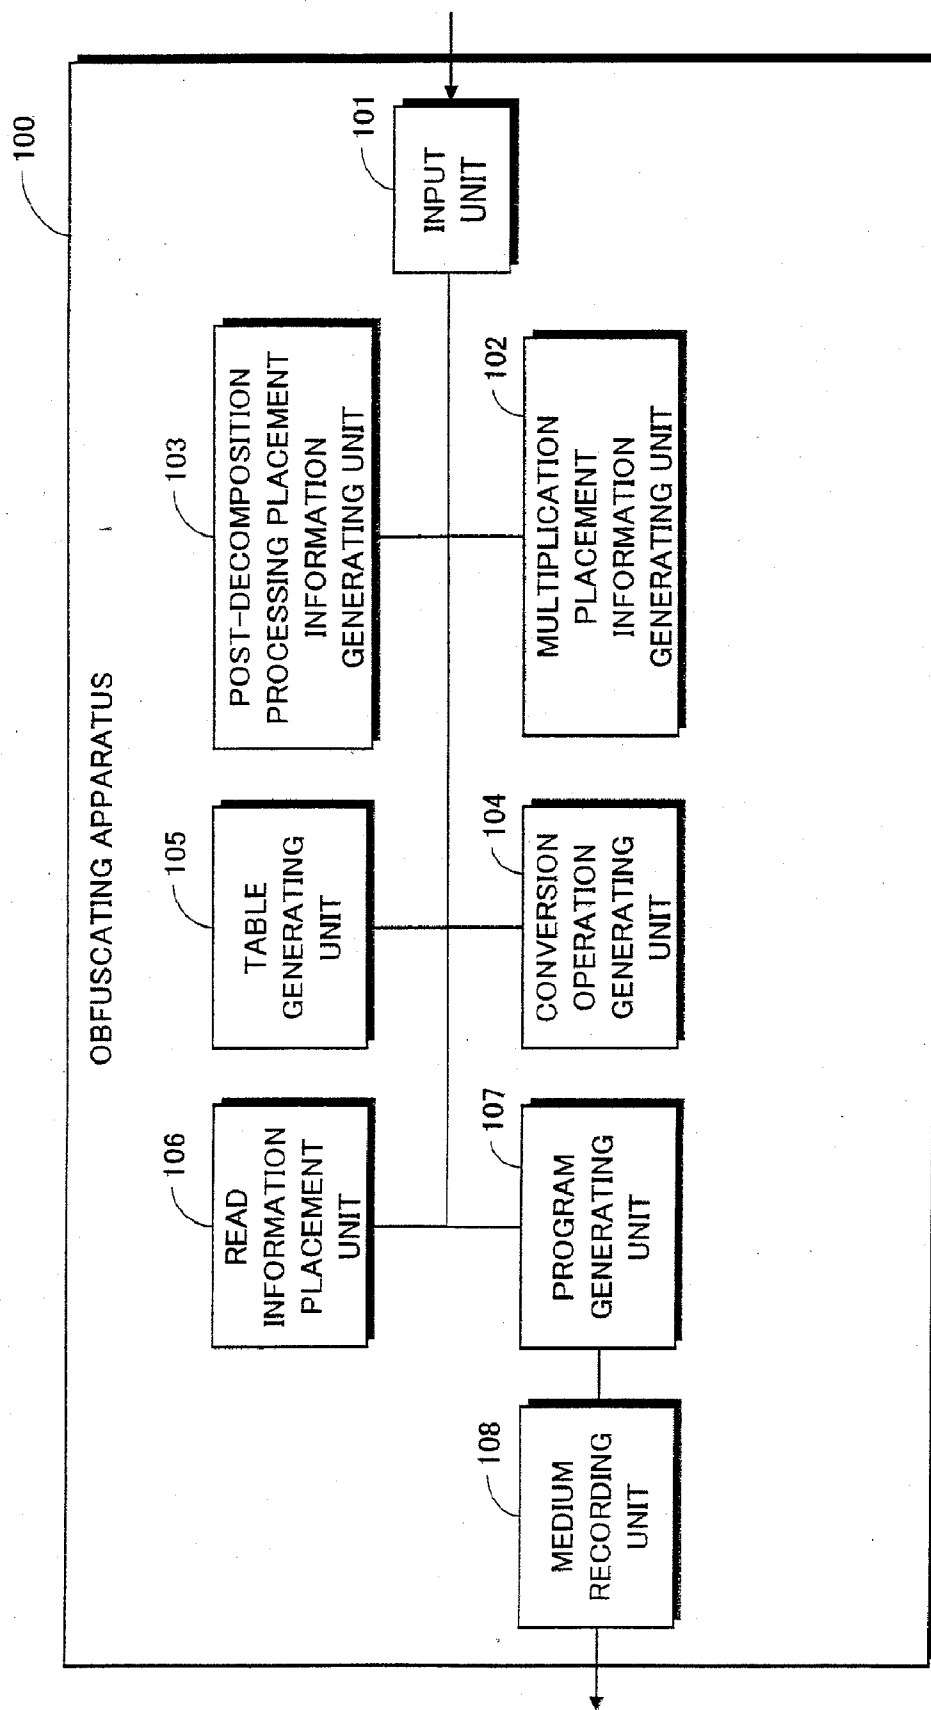 100
OBFUSCATING APPARATUS
106
READ
INFORMATION
PLACEMENT
UNIT
105
TABLE
GENERATING
UNIT
103
POST-DECOMPOSITION
PROCESSING PLACEMENT
INFORMATION
GENERATING UNIT
101
INPUT
UNIT
108
MEDIUM
RECORDING
UNIT
107
PROGRAM
GENERATING
UNIT
104
CONVERSION
OPERATION
GENERATING
UNIT
102
MULTIPLICATION
PLACEMENT
INFORMATION
GENERATING UNIT